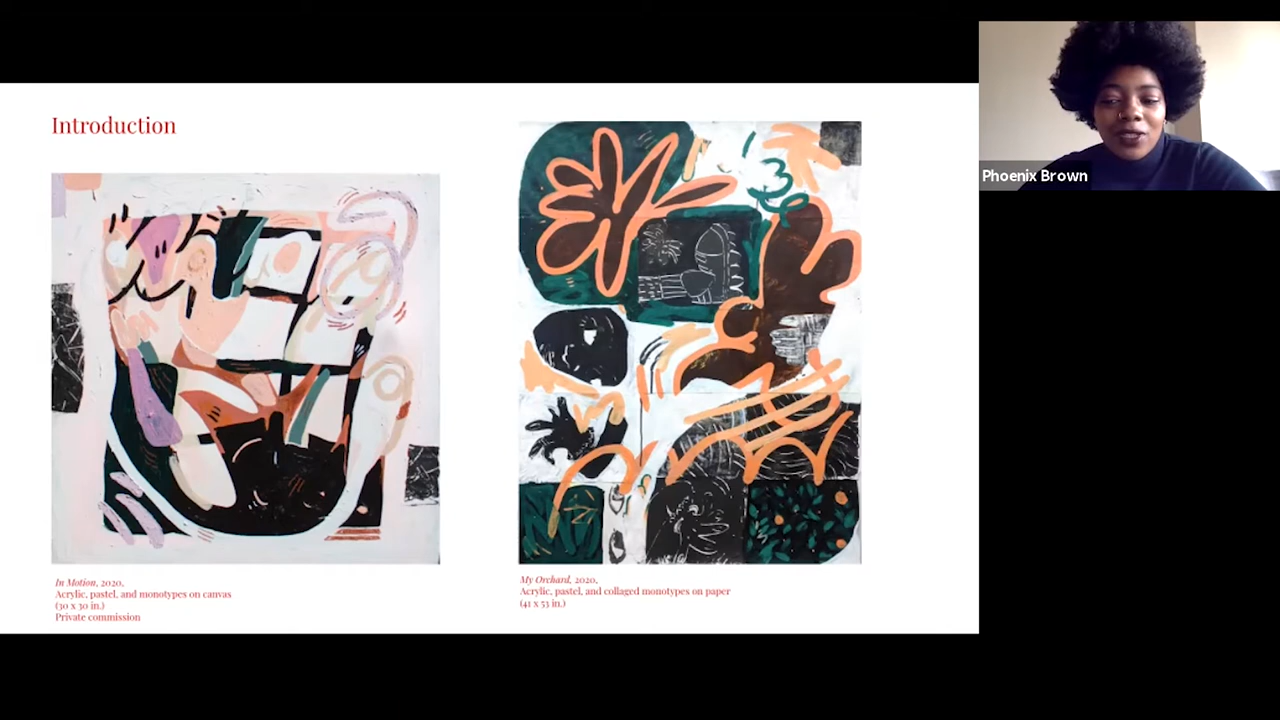 Introduction
In Motion, 2020,
Acrylic, pastel, and monotypes on canvas
(30 x 30 in.)
Private commission
My Orchard, 2020,
Acrylic, pastel, and collaged monotypes on paper
(41 x 53 in.)
Phoenix Brown